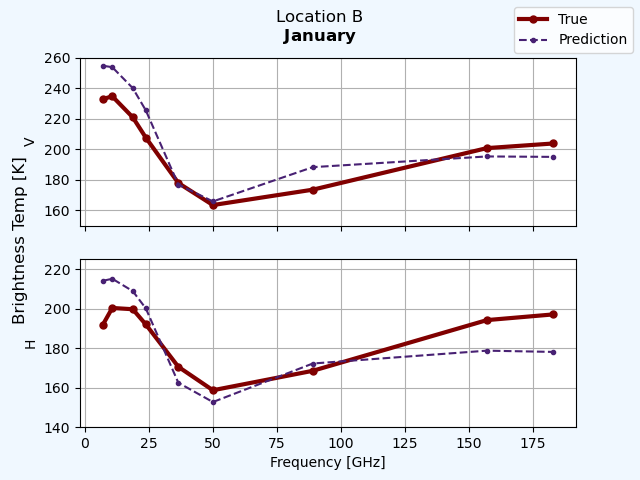 Location B
January
True
Prediction
Brightness Temp [K]
V
260
240
220
200
180
160
H
220
200
180
160
140
0
25
50
75
100
125
150
175
Frequency [GHz]